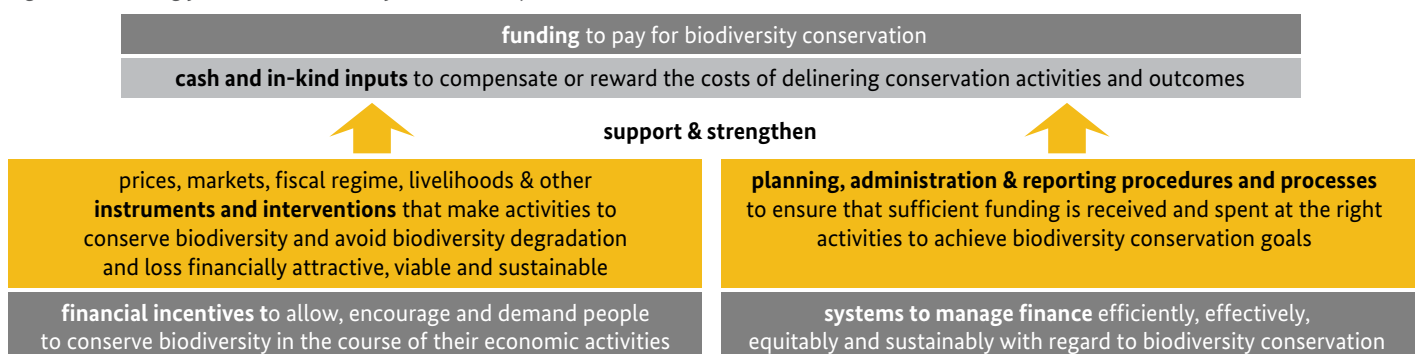 funding to pay for biodiversity conservation
cash and in-kind inputs to compensate or reward the costs of delinering conservation activities and outcomes
support & strengthen
prices, markets, fiscal regime, livelihoods & other
instruments and interventions that make activities to
conserve biodiversity and avoid biodiversity degradation
and loss financially attractive, viable and sustainable
financial incentives to allow, encourage and demand people
to conserve biodiversity in the course of their economic activities
planning, administration & reporting procedures and processes
to ensure that sufficient funding is received and spent at the right
activities to achieve biodiversity conservation goals
systems to manage finance efficiently, effectively,
equitably and sustainably with regard to biodiversity conservation